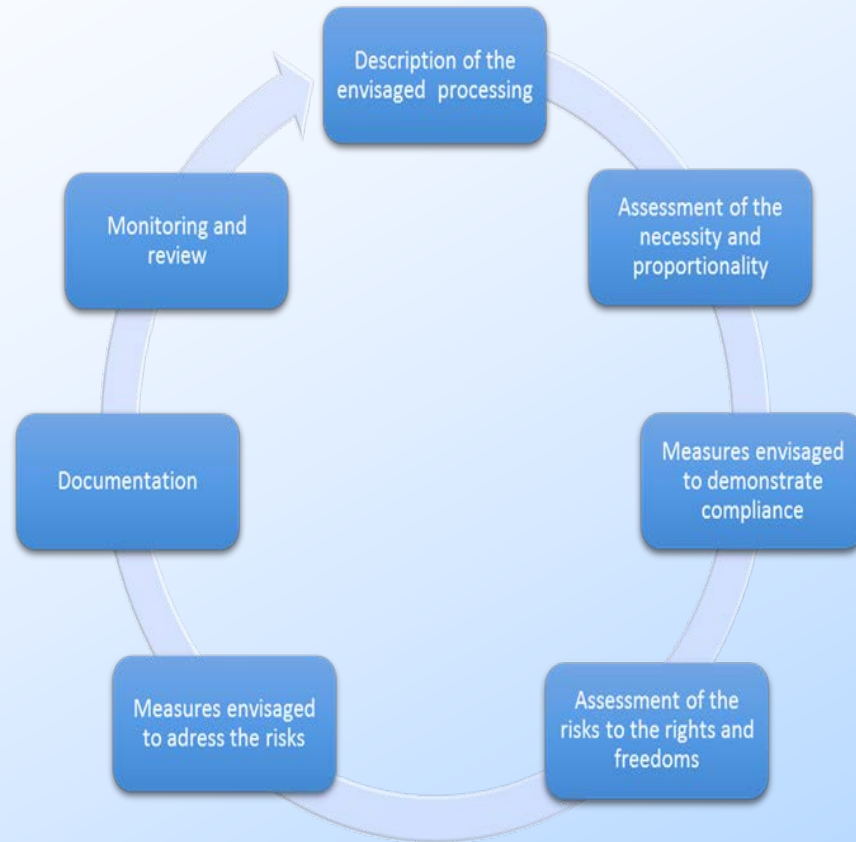 Description of the
envisaged processing
Assessment of the
necessity and
proportionality
Measures envisaged
to demonstrate
compliance
Assessment of the
risks to the rights and
freedoms
Measures envisaged
to adress the risks
Documentation
Monitoring and
review